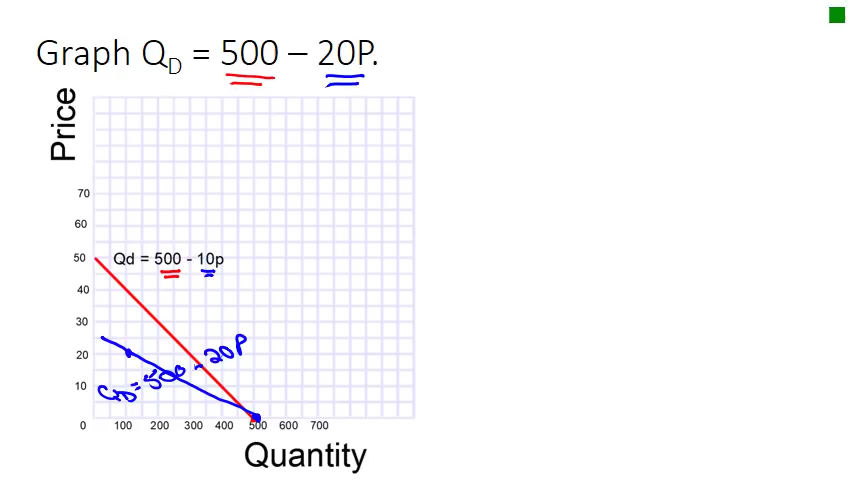 Graph Q_D = 500 – 20P.
Price
70
60
50
Qd = 500 - 10p
40
30
20
QD = 500 - 20P
10
0 100 200 300 400 500 600 700
Quantity